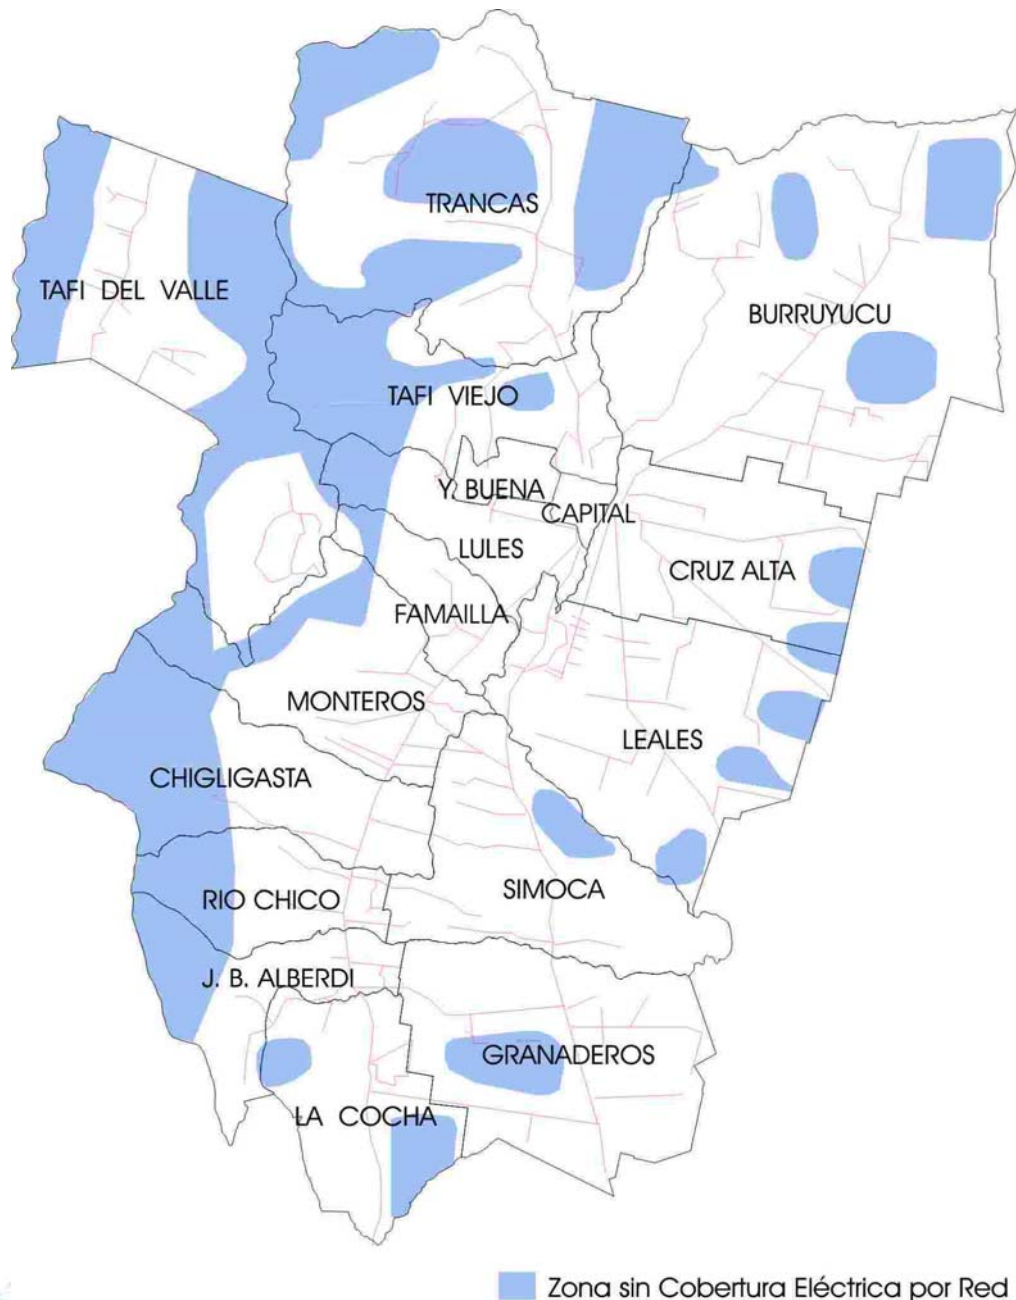 TRANCAS
TAFI DEL VALLE
BURRUYUCU
TAFI VIEJO
Y. BUENA
CAPITAL
LULES
CRUZ ALTA
FAMAILLA
MONTEROS
LEALES
CHIGLIGASTA
SIMOCA
RIO CHICO
J. B. ALBERDI
GRANADEROS
LA COCHA
Zona sin Cobertura Eléctrica por Red